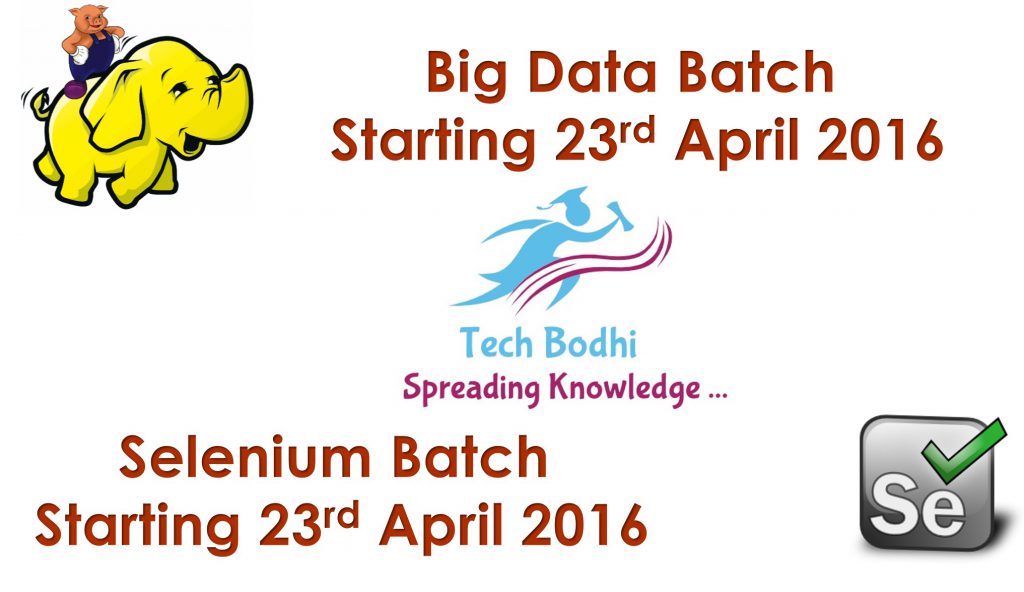 Big Data Batch
Starting 23rd April 2016
Tech Bodhi
Spreading Knowledge ...
Selenium Batch
Starting 23rd April 2016
Se